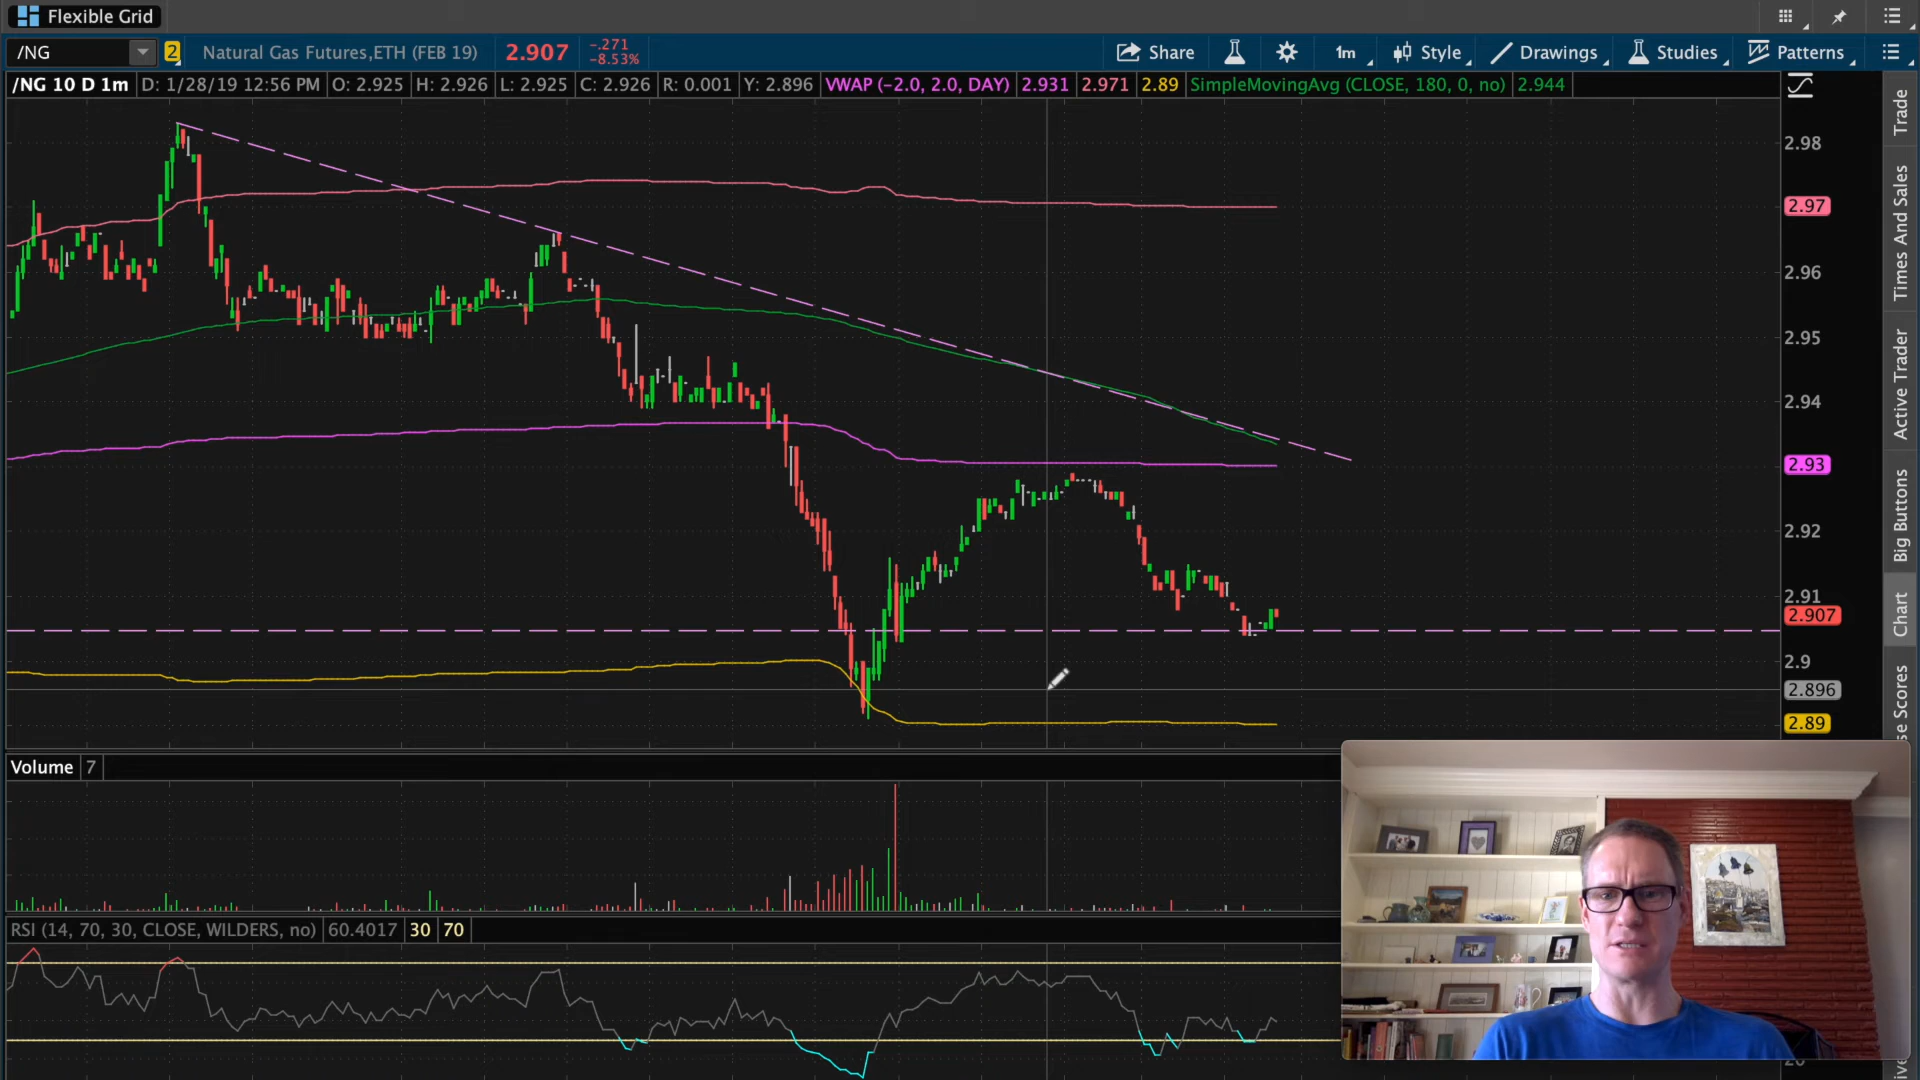 Flexible Grid
/NG 2 Natural Gas Futures,ETH (FEB 19) 2.907 -.271 -8.53% Share 1m Style Drawings Studies Patterns
/NG 10 D 1m D: 1/28/19 12:56 PM O: 2.925 H: 2.926 L: 2.925 C: 2.926 R: 0.001 Y: 2.896 VWAP (-2.0, 2.0, DAY) 2.931 2.971 2.89 SimpleMovingAvg (CLOSE, 180, 0, no) 2.944
2.98
2.97
2.96
2.95
2.94
2.93
2.92
2.91
2.907
2.9
2.896
2.89
Trade
Times And Sales
Active Trader
Big Buttons
Chart
se Scores
Volume 7
RSI (14, 70, 30, CLOSE, WILDERS, no) 60.4017 30 70